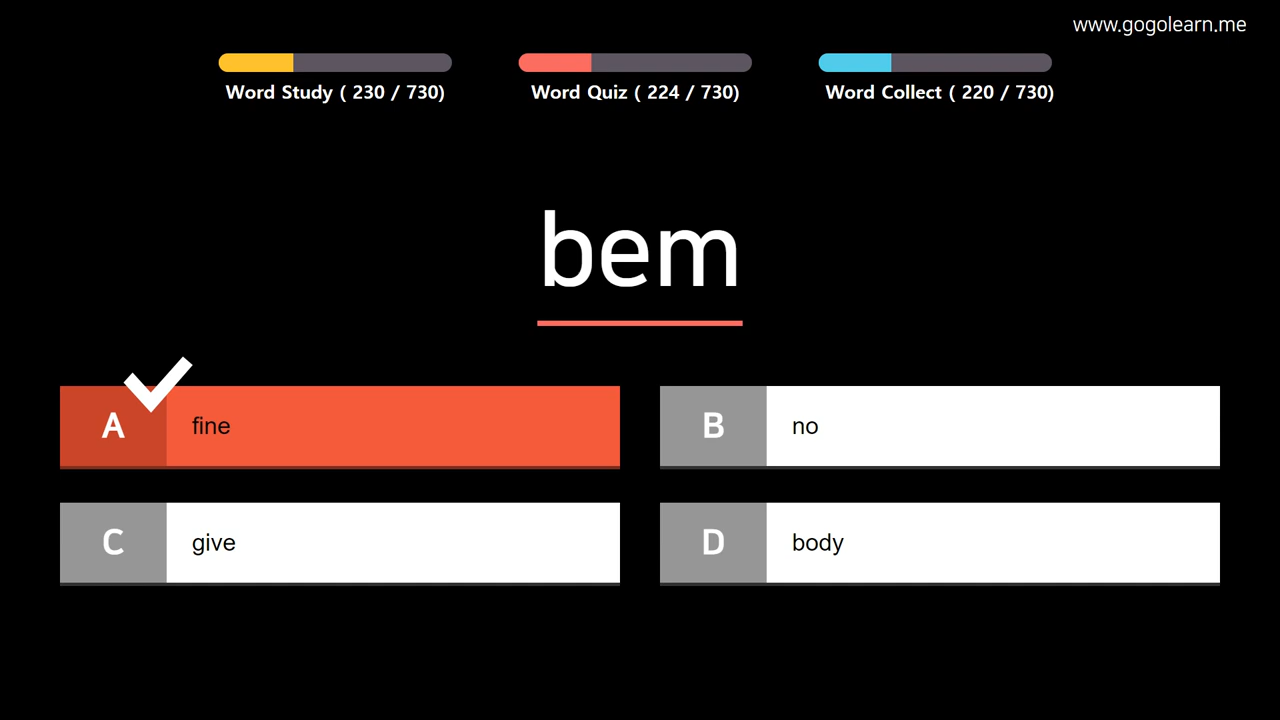 www.gogolearn.me
Word Study ( 230 / 730)
Word Quiz ( 224 / 730)
Word Collect ( 220 / 730)
bem
A fine
B no
C give
D body